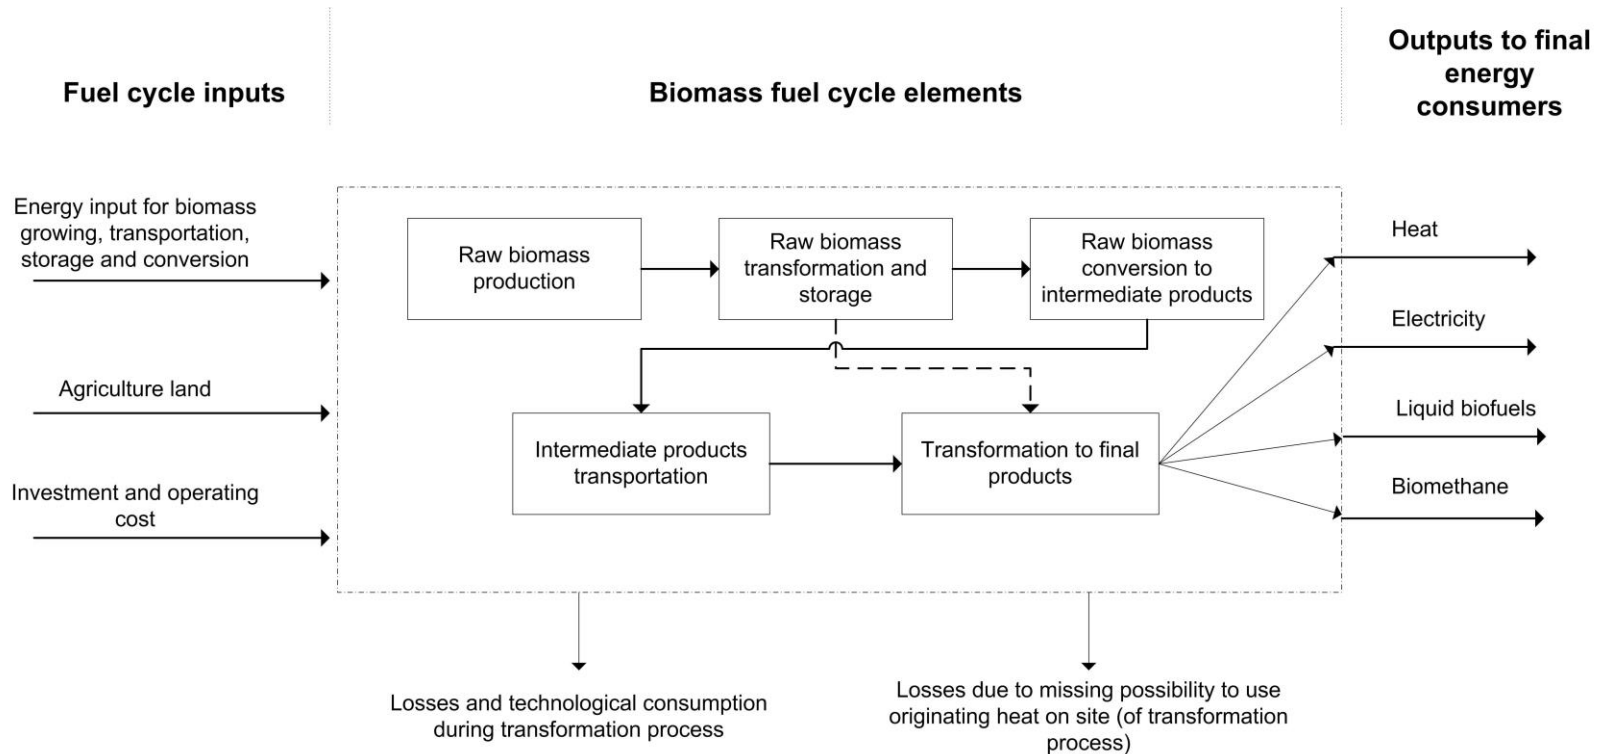 Fuel cycle inputs
Biomass fuel cycle elements
Outputs to final
energy
consumers
Energy input for biomass
growing, transportation,
storage and conversion
Agriculture land
Investment and operating
cost
Raw biomass
production
Raw biomass
transformation and
storage
Raw biomass
conversion to
intermediate products
Intermediate products
transportation
Transformation to final
products
Heat
Electricity
Liquid biofuels
Biomethane
Losses and technological consumption
during transformation process
Losses due to missing possibility to use
originating heat on site (of transformation
process)